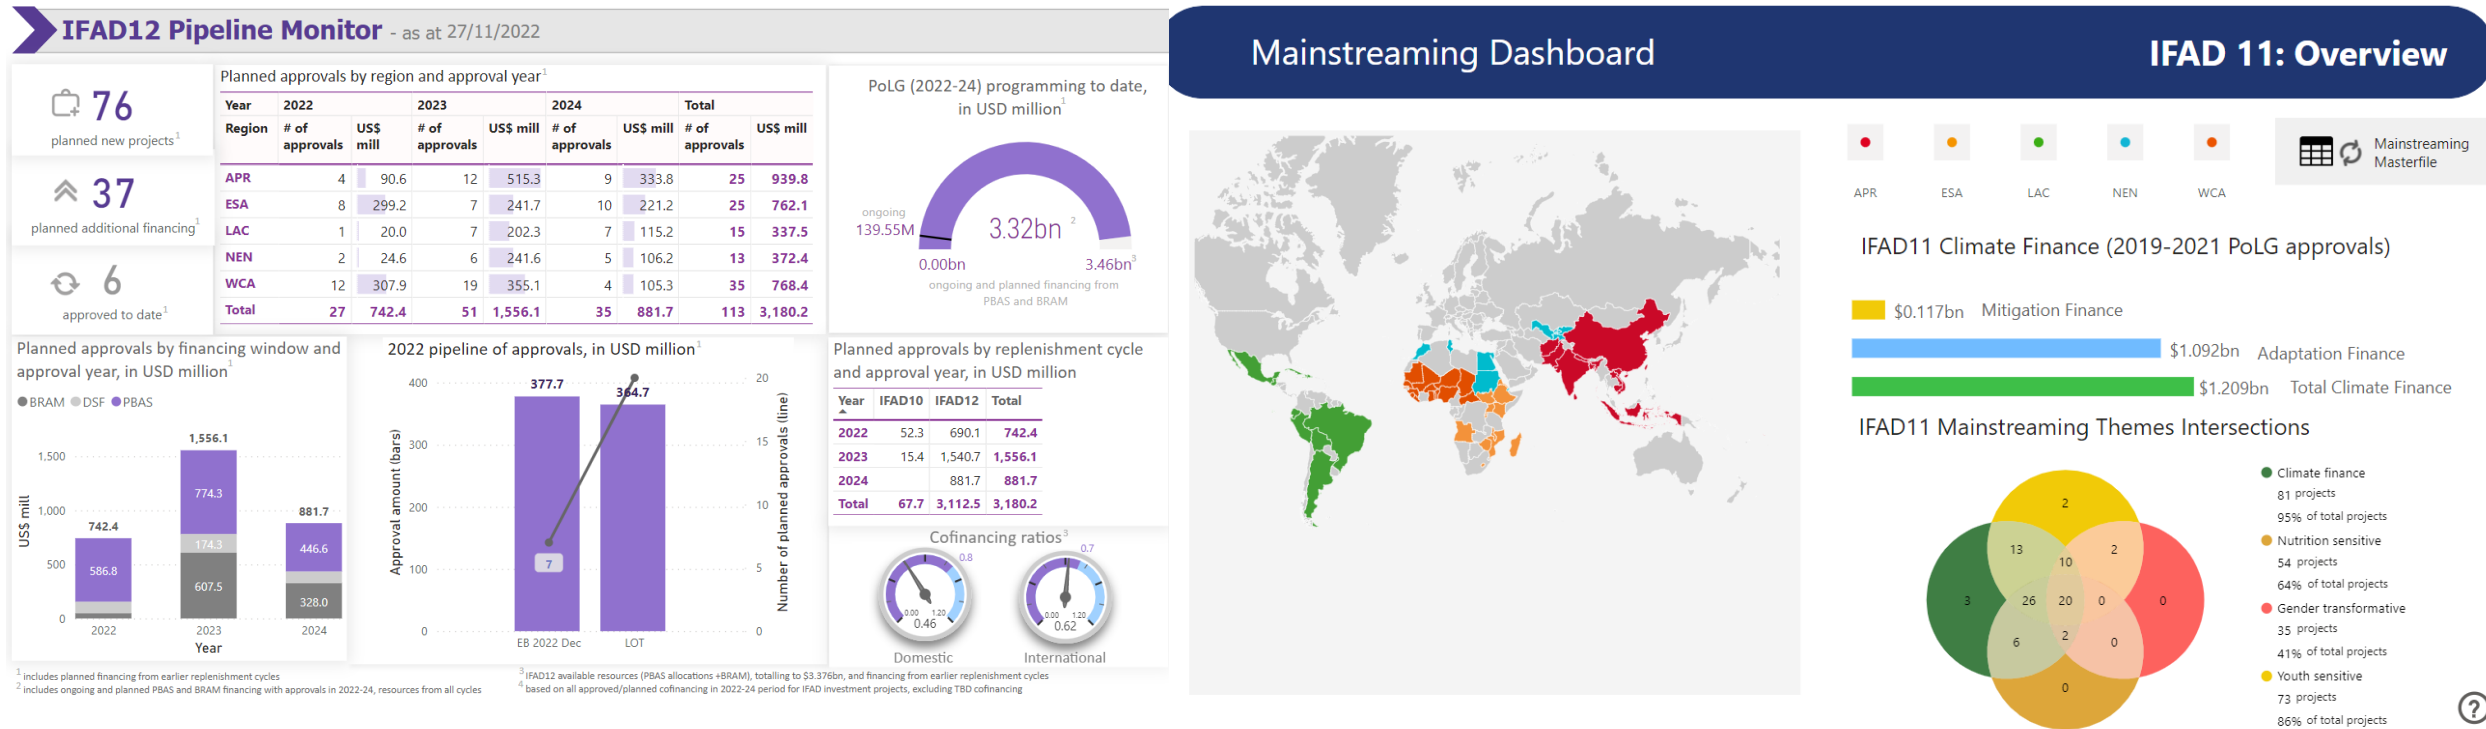 IFAD12 Pipeline Monitor - as at 27/11/2022
76
planned new projects1
37
planned additional financing1
6
approved to date1
Planned approvals by region and approval year1
Year 2022 2023 2024 Total
Region # of approvals US$ mill # of approvals US$ mill # of approvals US$ mill # of approvals US$ mill
APR 4 90.6 12 515.3 9 333.8 25 939.8
ESA 8 299.2 7 241.7 10 221.2 25 762.1
LAC 1 20.0 7 202.3 7 115.2 15 337.5
NEN 2 24.6 6 241.6 5 106.2 13 372.4
WCA 12 307.9 19 355.1 4 105.3 35 768.4
Total 27 742.4 51 1,556.1 35 881.7 113 3,180.2
PoLG (2022-24) programming to date,
in USD million1
ongoing
139.55M
3.32bn 2
0.00bn 3.46bn3
ongoing and planned financing from
PBAS and BRAM
Planned approvals by financing window and
approval year, in USD million1
BRAM DSF PBAS
1,556.1
1,500
774.3
1,000
881.7
742.4
174.3
446.6
500
586.8
607.5
328.0
0
US$ mill
2022 2023 2024
Year
2022 pipeline of approvals, in USD million1
400 377.7 364.7 20
300 15
200 10
100 7 5
0 0
Approval amount (bars)
Number of planned approvals (line)
EB 2022 Dec LOT
Planned approvals by replenishment cycle
and approval year, in USD million
Year IFAD10 IFAD12 Total
2022 52.3 690.1 742.4
2023 15.4 1,540.7 1,556.1
2024 881.7 881.7
Total 67.7 3,112.5 3,180.2
Cofinancing ratios3
0.8 0.7
0.00 1.20 0.00 1.20
0.46 0.62
Domestic International
1 includes planned financing from earlier replenishment cycles
2 includes ongoing and planned PBAS and BRAM financing with approvals in 2022-24, resources from all cycles
3 IFAD12 available resources (PBAS allocations +BRAM), totalling to $3.376bn, and financing from earlier replenishment cycles
4 based on all approved/planned cofinancing in 2022-24 period for IFAD investment projects, excluding TBD cofinancing
Mainstreaming Dashboard
IFAD 11: Overview
APR ESA LAC NEN WCA
Mainstreaming
Masterfile
IFAD11 Climate Finance (2019-2021 PoLG approvals)
$0.117bn Mitigation Finance
$1.092bn Adaptation Finance
$1.209bn Total Climate Finance
IFAD11 Mainstreaming Themes Intersections
2
13 2
10
3 26 20 0 0
2
6 0
0
Climate finance
81 projects
95% of total projects
Nutrition sensitive
54 projects
64% of total projects
Gender transformative
35 projects
41% of total projects
Youth sensitive
73 projects
86% of total projects
?